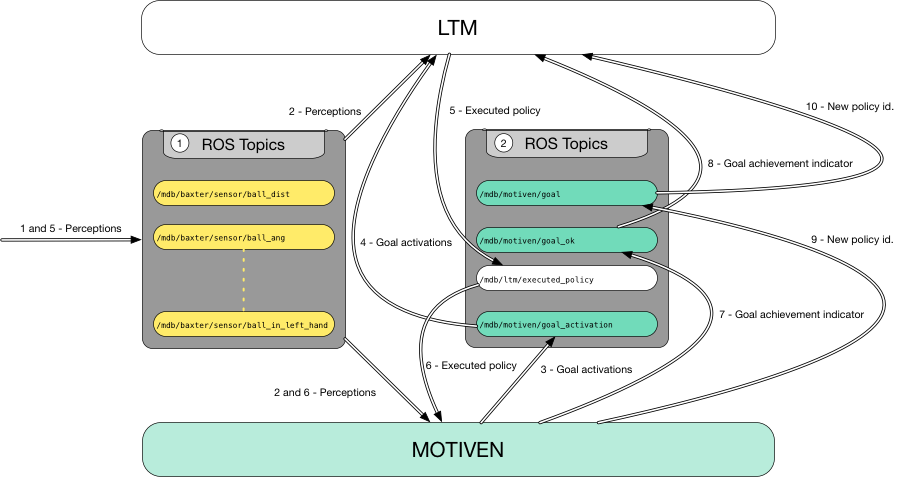 LTM
10 - New policy id.
2 - Perceptions
5 - Executed policy
1
ROS Topics
2
ROS Topics
8 - Goal achievement indicator
/mdb/baxter/sensor/ball_dist
/mdb/motiven/goal
1 and 5 - Perceptions
/mdb/baxter/sensor/ball_ang
4 - Goal activations
/mdb/motiven/goal_ok
9 - New policy id.
/mdb/ltm/executed_policy
7 - Goal achievement indicator
/mdb/baxter/sensor/ball_in_left_hand
/mdb/motiven/goal_activation
6 - Executed policy
3 - Goal activations
2 and 6 - Perceptions
MOTIVEN